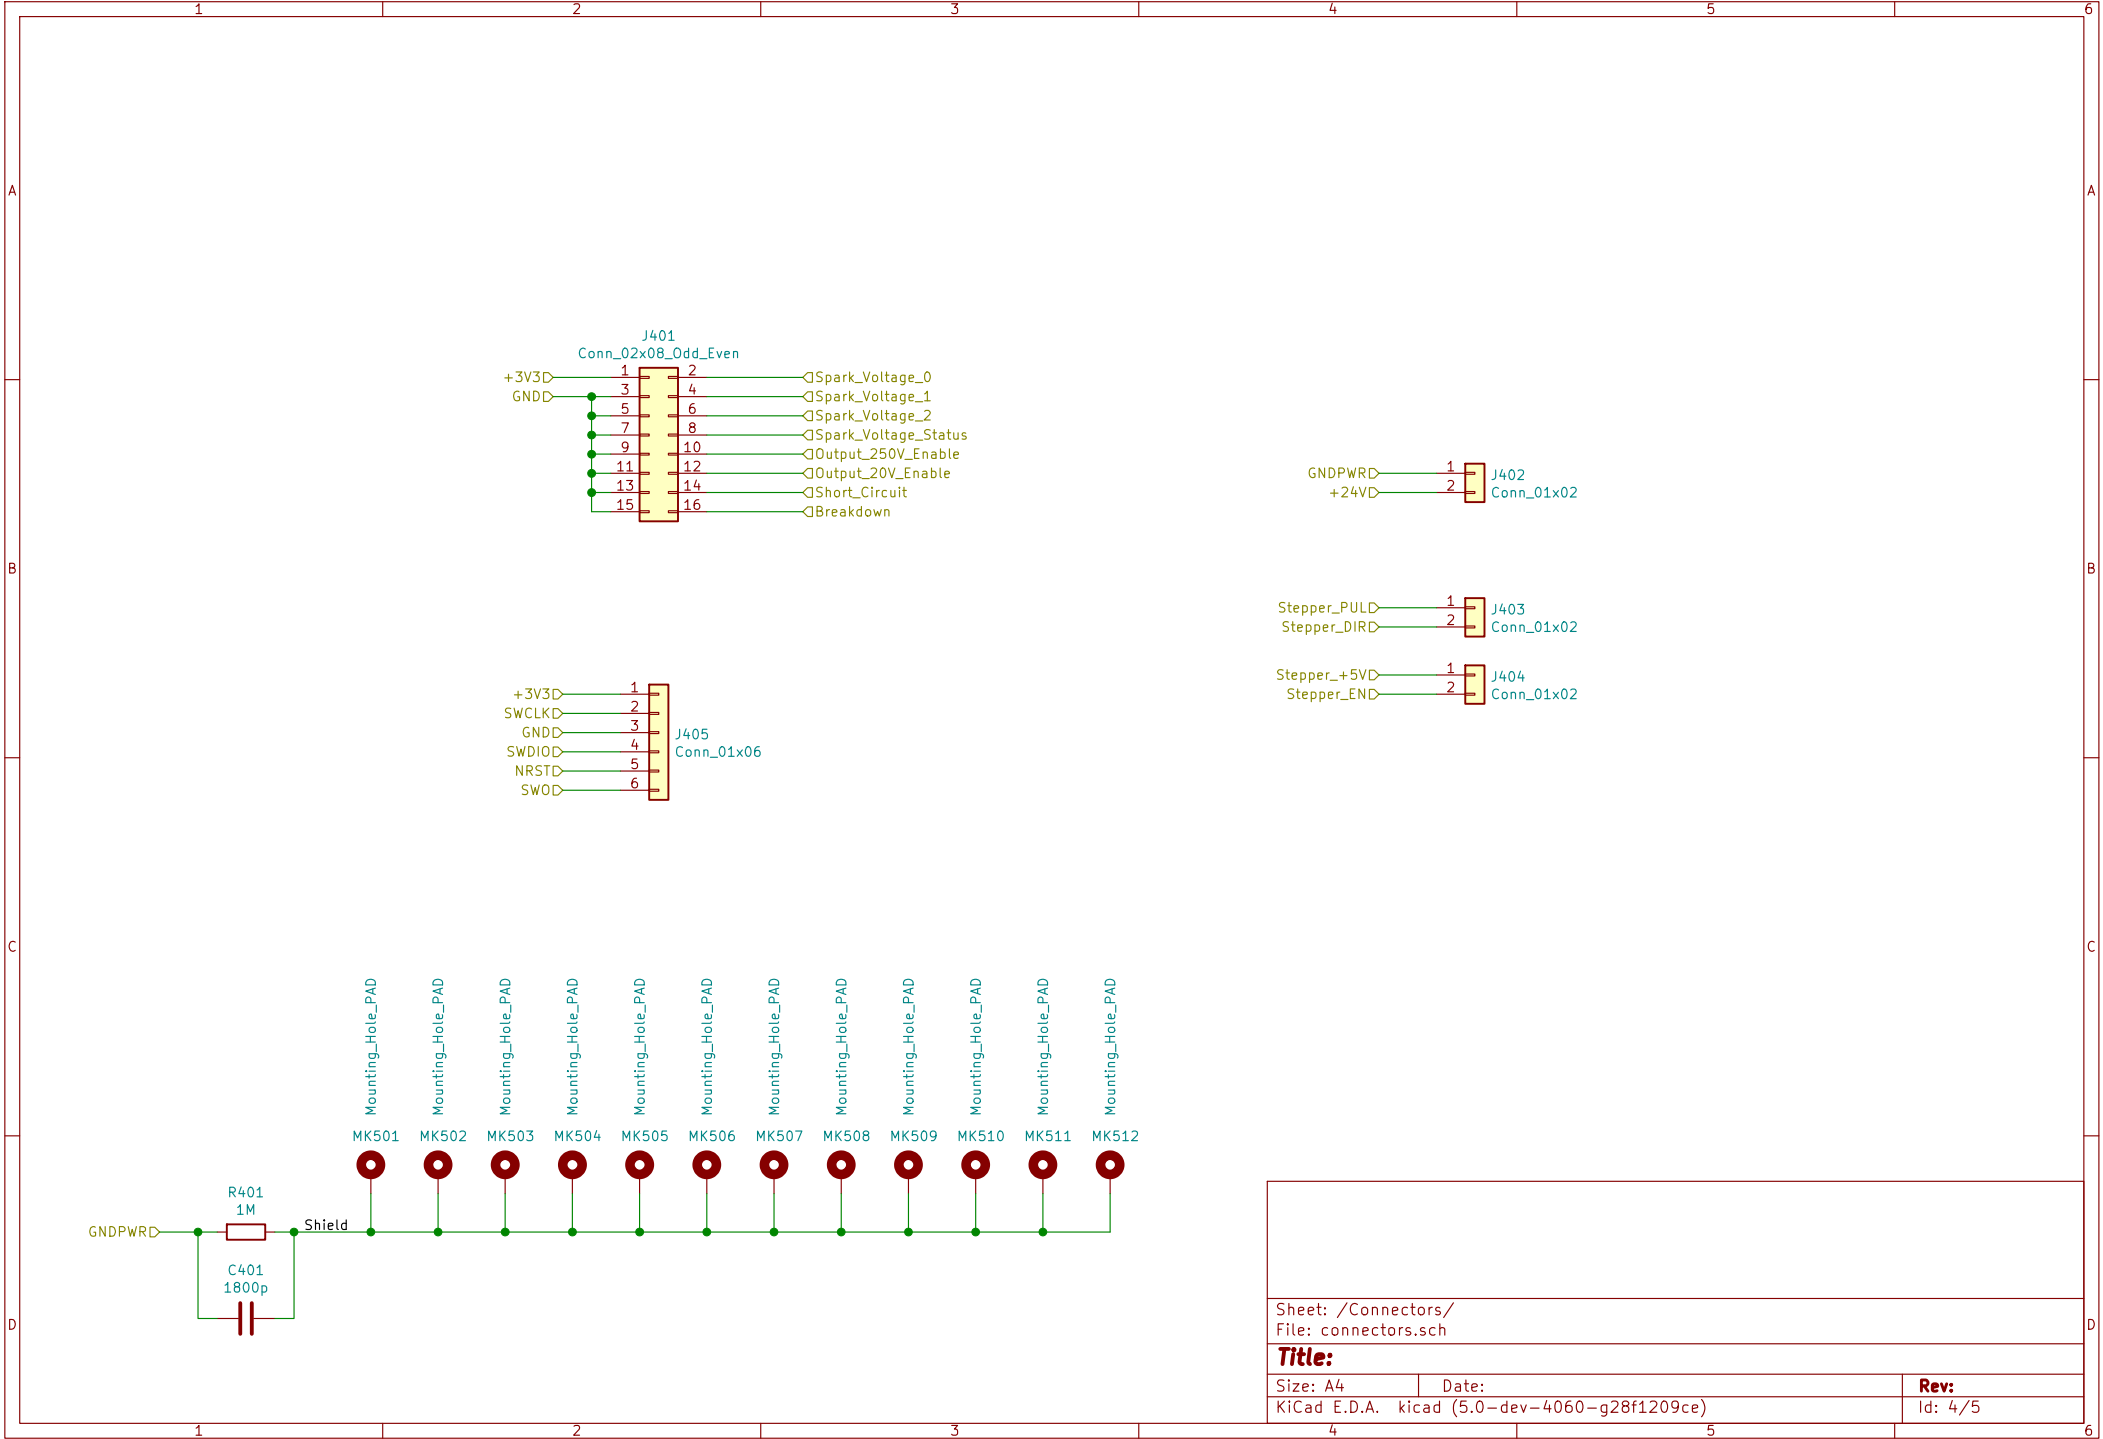 1 2 3 4 5 6
A A
J401
Conn_02x08_Odd_Even
+3V3 1 2 Spark_Voltage_0
GND 3 4 Spark_Voltage_1
5 6 Spark_Voltage_2
7 8 Spark_Voltage_Status
9 10 Output_250V_Enable
11 12 Output_20V_Enable
13 14 Short_Circuit
15 16 Breakdown
GNDPWR 1 J402
+24V 2 Conn_01x02
B B
Stepper_PUL 1 J403
Stepper_DIR 2 Conn_01x02
Stepper_+5V 1 J404
Stepper_EN 2 Conn_01x02
+3V3 1
SWCLK 2
GND 3 J405
SWDIO 4 Conn_01x06
NRST 5
SWO 6
C C
Mounting_Hole_PAD
Mounting_Hole_PAD
Mounting_Hole_PAD
Mounting_Hole_PAD
Mounting_Hole_PAD
Mounting_Hole_PAD
Mounting_Hole_PAD
Mounting_Hole_PAD
Mounting_Hole_PAD
Mounting_Hole_PAD
Mounting_Hole_PAD
Mounting_Hole_PAD
MK501 MK502 MK503 MK504 MK505 MK506 MK507 MK508 MK509 MK510 MK511 MK512
R401
1M
GNDPWR Shield
C401
1800p
D D
Sheet: /Connectors/
File: connectors.sch
Title:
Size: A4 Date: Rev:
KiCad E.D.A. kicad (5.0-dev-4060-g28f1209ce) Id: 4/5
1 2 3 4 5 6